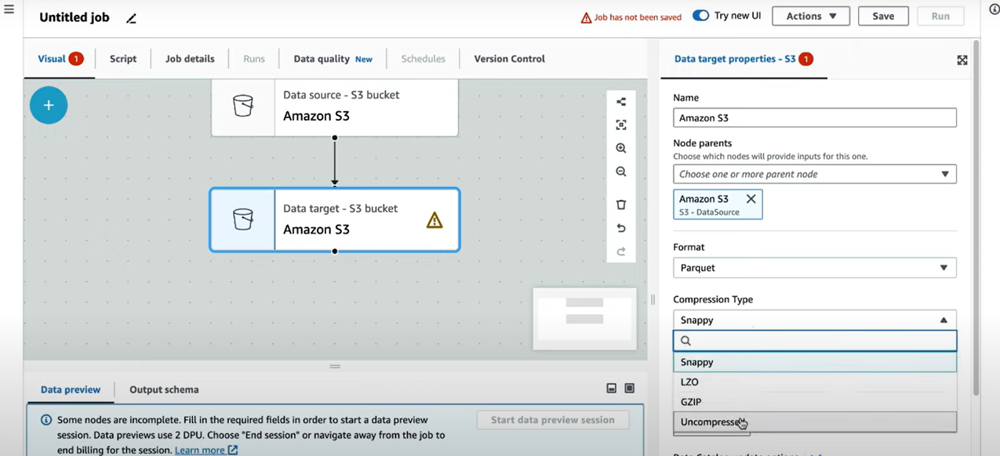 Untitled job
Job has not been saved
Try new UI
Actions
Save
Run
Visual 1
Script
Job details
Runs
Data quality New
Schedules
Version Control
Data source - S3 bucket
Amazon S3
Data target - S3 bucket
Amazon S3
Data preview
Output schema
Some nodes are incomplete. Fill in the required fields in order to start a data preview
session. Data previews use 2 DPU. Choose "End session" or navigate away from the job to
end billing for the session. Learn more
Start data preview session
Data target properties - S3 1
Name
Amazon S3
Node parents
Choose which nodes will provide inputs for this one.
Choose one or more parent node
Amazon S3
S3 - DataSource
Format
Parquet
Compression Type
Snappy
Snappy
LZO
GZIP
Uncompresse